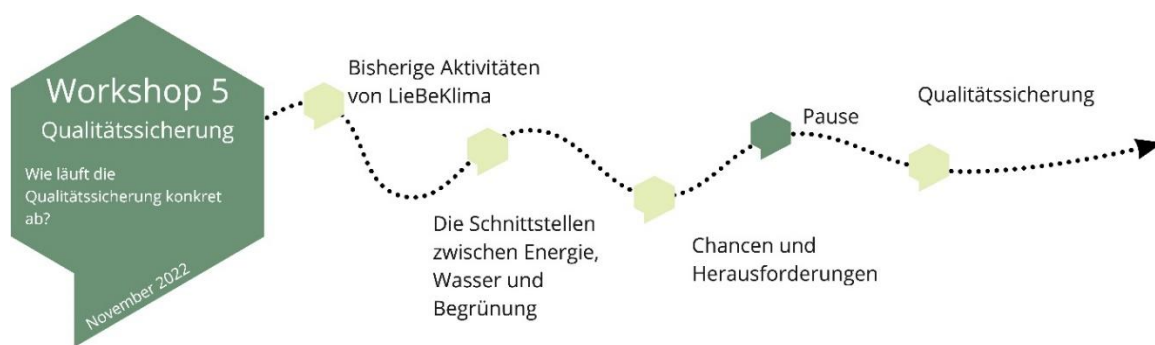 Workshop 5
Qualitätssicherung
Wie läuft die
Qualitätssicherung konkret
ab?
November 2022
Bisherige Aktivitäten
von LieBeKlima
Die Schnittstellen
zwischen Energie,
Wasser und
Begrünung
Chancen und
Herausforderungen
Pause
Qualitätssicherung